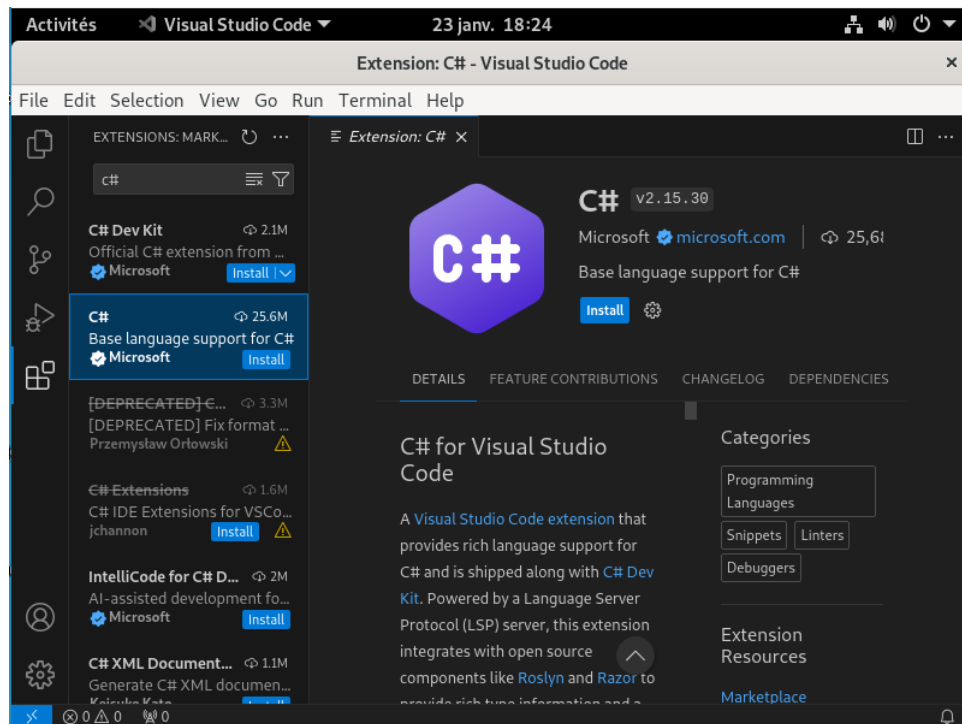 Activités Visual Studio Code 23 janv. 18:24
Extension: C# - Visual Studio Code ×
File Edit Selection View Go Run Terminal Help
EXTENSIONS: MARK... ···
c#
C# Dev Kit 2.1M
Official C# extension from ...
Microsoft Install
C# 25.6M
Base language support for C#
Microsoft Install
[DEPRECATED] C... 3.3M
[DEPRECATED] Fix format ...
Przemysław Orłowski
C# Extensions 1.6M
C# IDE Extensions for VSCo...
jchannon Install
IntelliCode for C# D... 2M
AI-assisted development fo...
Microsoft Install
C# XML Document... 1.1M
Generate C# XML documen...
Extension: C# ×
C#
C# v2.15.30
Microsoft microsoft.com 25,6
Base language support for C#
Install
DETAILS FEATURE CONTRIBUTIONS CHANGELOG DEPENDENCIES
C# for Visual Studio
Code
A Visual Studio Code extension that
provides rich language support for
C# and is shipped along with C# Dev
Kit. Powered by a Language Server
Protocol (LSP) server, this extension
integrates with open source
components like Roslyn and Razor to
provide rich type information and a
Categories
Programming
Languages
Snippets Linters
Debuggers
Extension
Resources
Marketplace
0 0 0